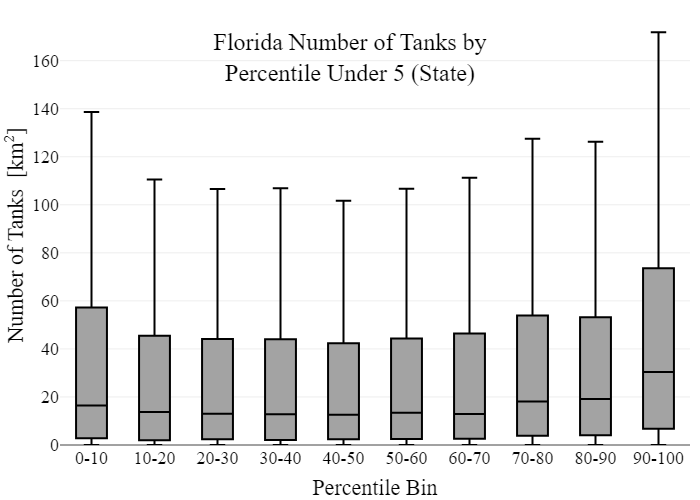 Florida Number of Tanks by
Percentile Under 5 (State)
Number of Tanks [km²]
160
140
120
100
80
60
40
20
0
0-10 10-20 20-30 30-40 40-50 50-60 60-70 70-80 80-90 90-100
Percentile Bin